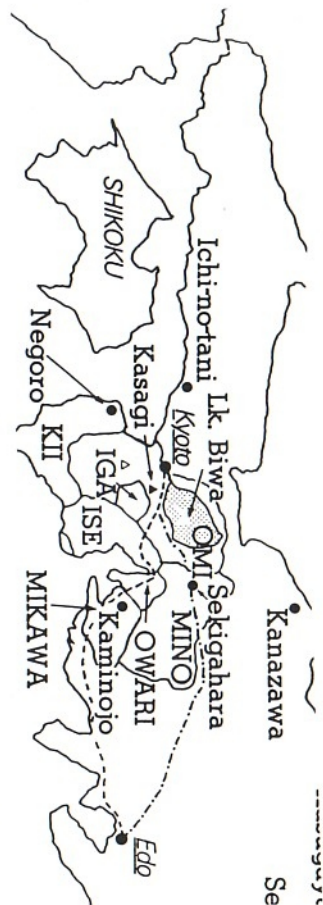 Kanazawa
Se
Ichi-no-tani
Lk. Biwa
Sekigahara
Kyoto
OMI
MINO
Edo
Kasagi
SHIKOKU
IGA
OWARI
Kaminojo
ISE
Negoro
KII
MIKAWA